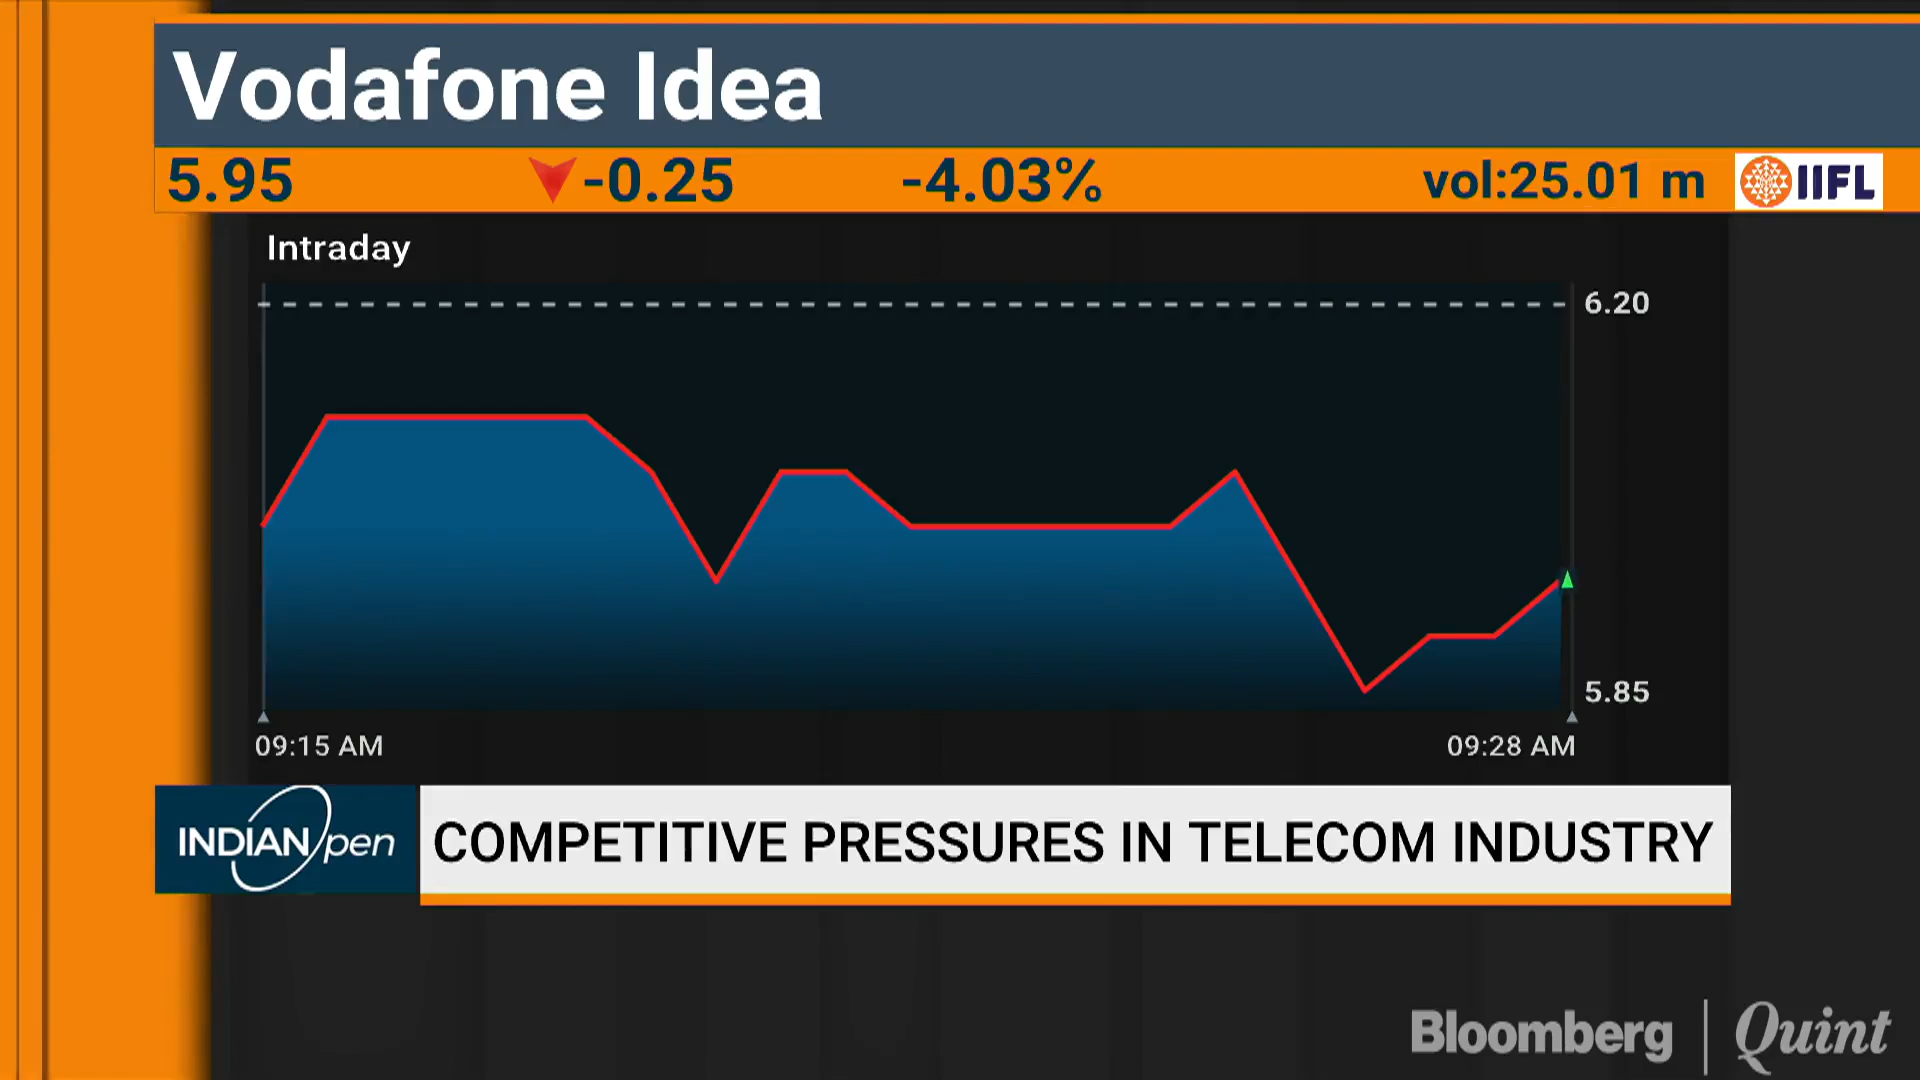 Vodafone Idea
5.95 -0.25 -4.03% vol:25.01 m IIFL
Intraday
6.20
5.85
09:15 AM 09:28 AM
INDIAN Open COMPETITIVE PRESSURES IN TELECOM INDUSTRY
Bloomberg | Quint